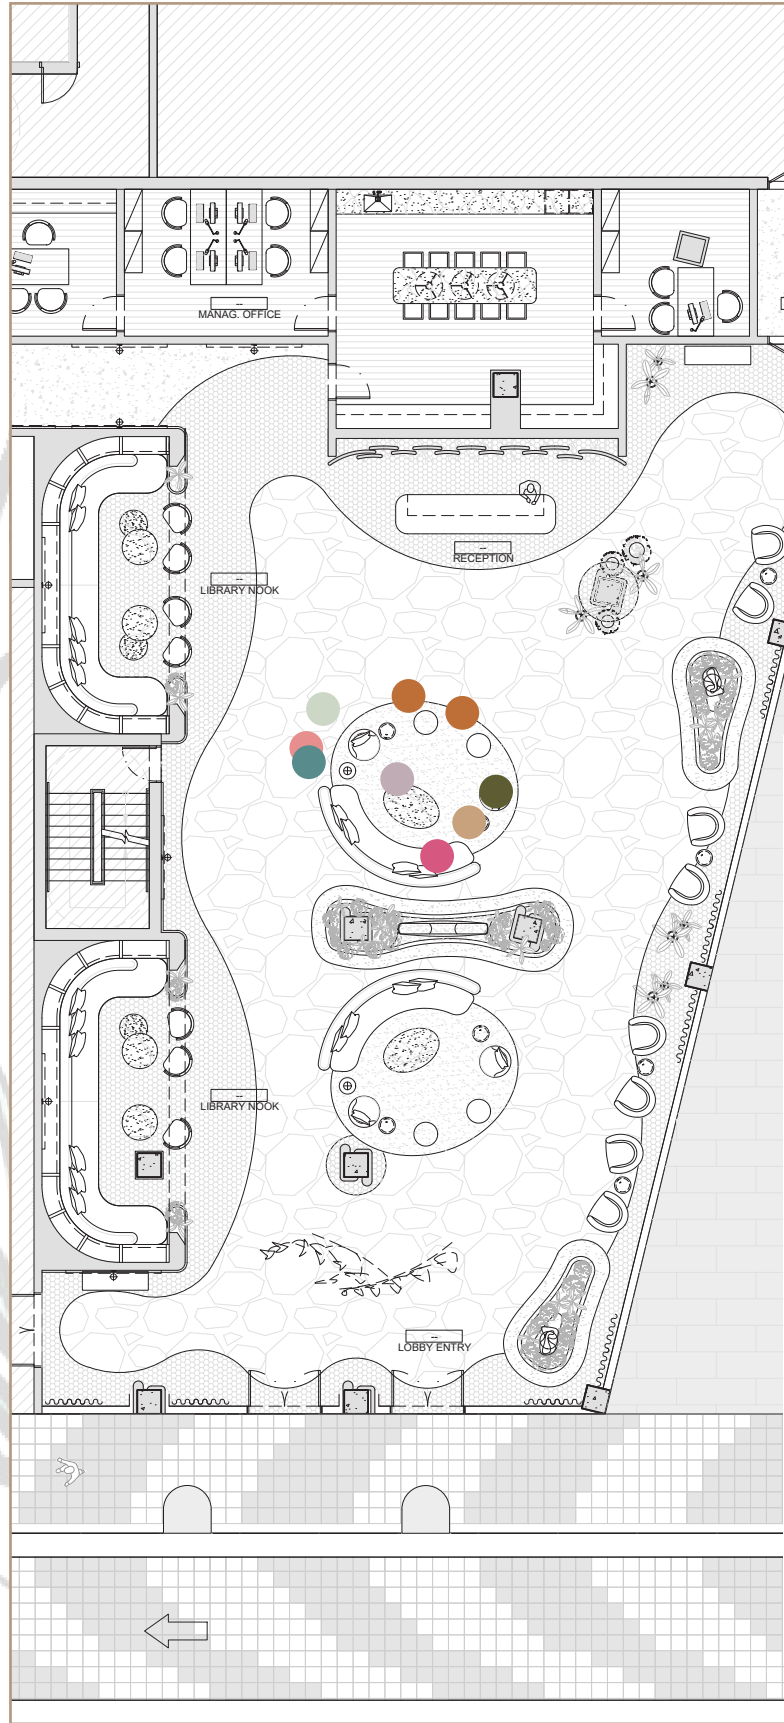 --
MANAG. OFFICE
--
RECEPTION
--
LIBRARY NOOK
--
LIBRARY NOOK
--
LOBBY ENTRY